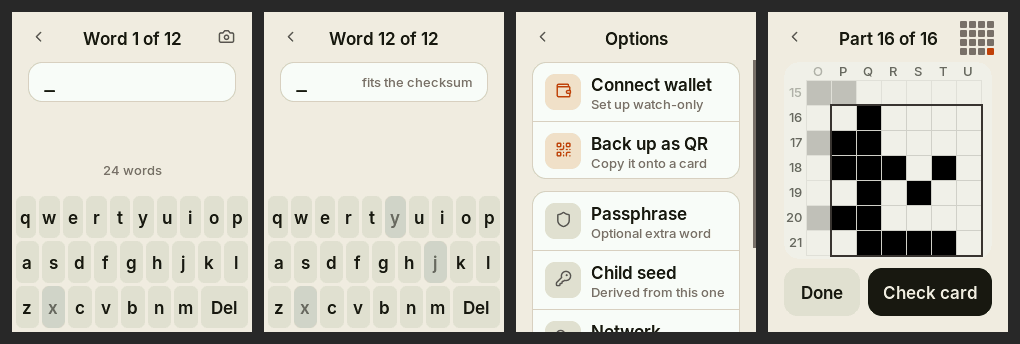 Word 1 of 12
_
24 words
q w e r t y u i o p
a s d f g h j k l
z x c v b n m Del
Word 12 of 12
_ fits the checksum
q w e r t y u i o p
a s d f g h j k l
z x c v b n m Del
Options
Connect wallet
Set up watch-only
Back up as QR
Copy it onto a card
Passphrase
Optional extra word
Child seed
Derived from this one
Network
Part 16 of 16
O P Q R S T U
15
16
17
18
19
20
21
Done Check card